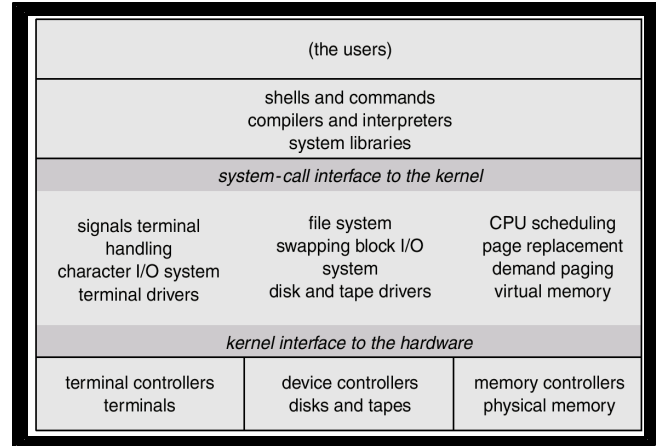 (the users)
shells and commands
compilers and interpreters
system libraries
system-call interface to the kernel
signals terminal
handling
character I/O system
terminal drivers
file system
swapping block I/O
system
disk and tape drivers
CPU scheduling
page replacement
demand paging
virtual memory
kernel interface to the hardware
terminal controllers
terminals
device controllers
disks and tapes
memory controllers
physical memory